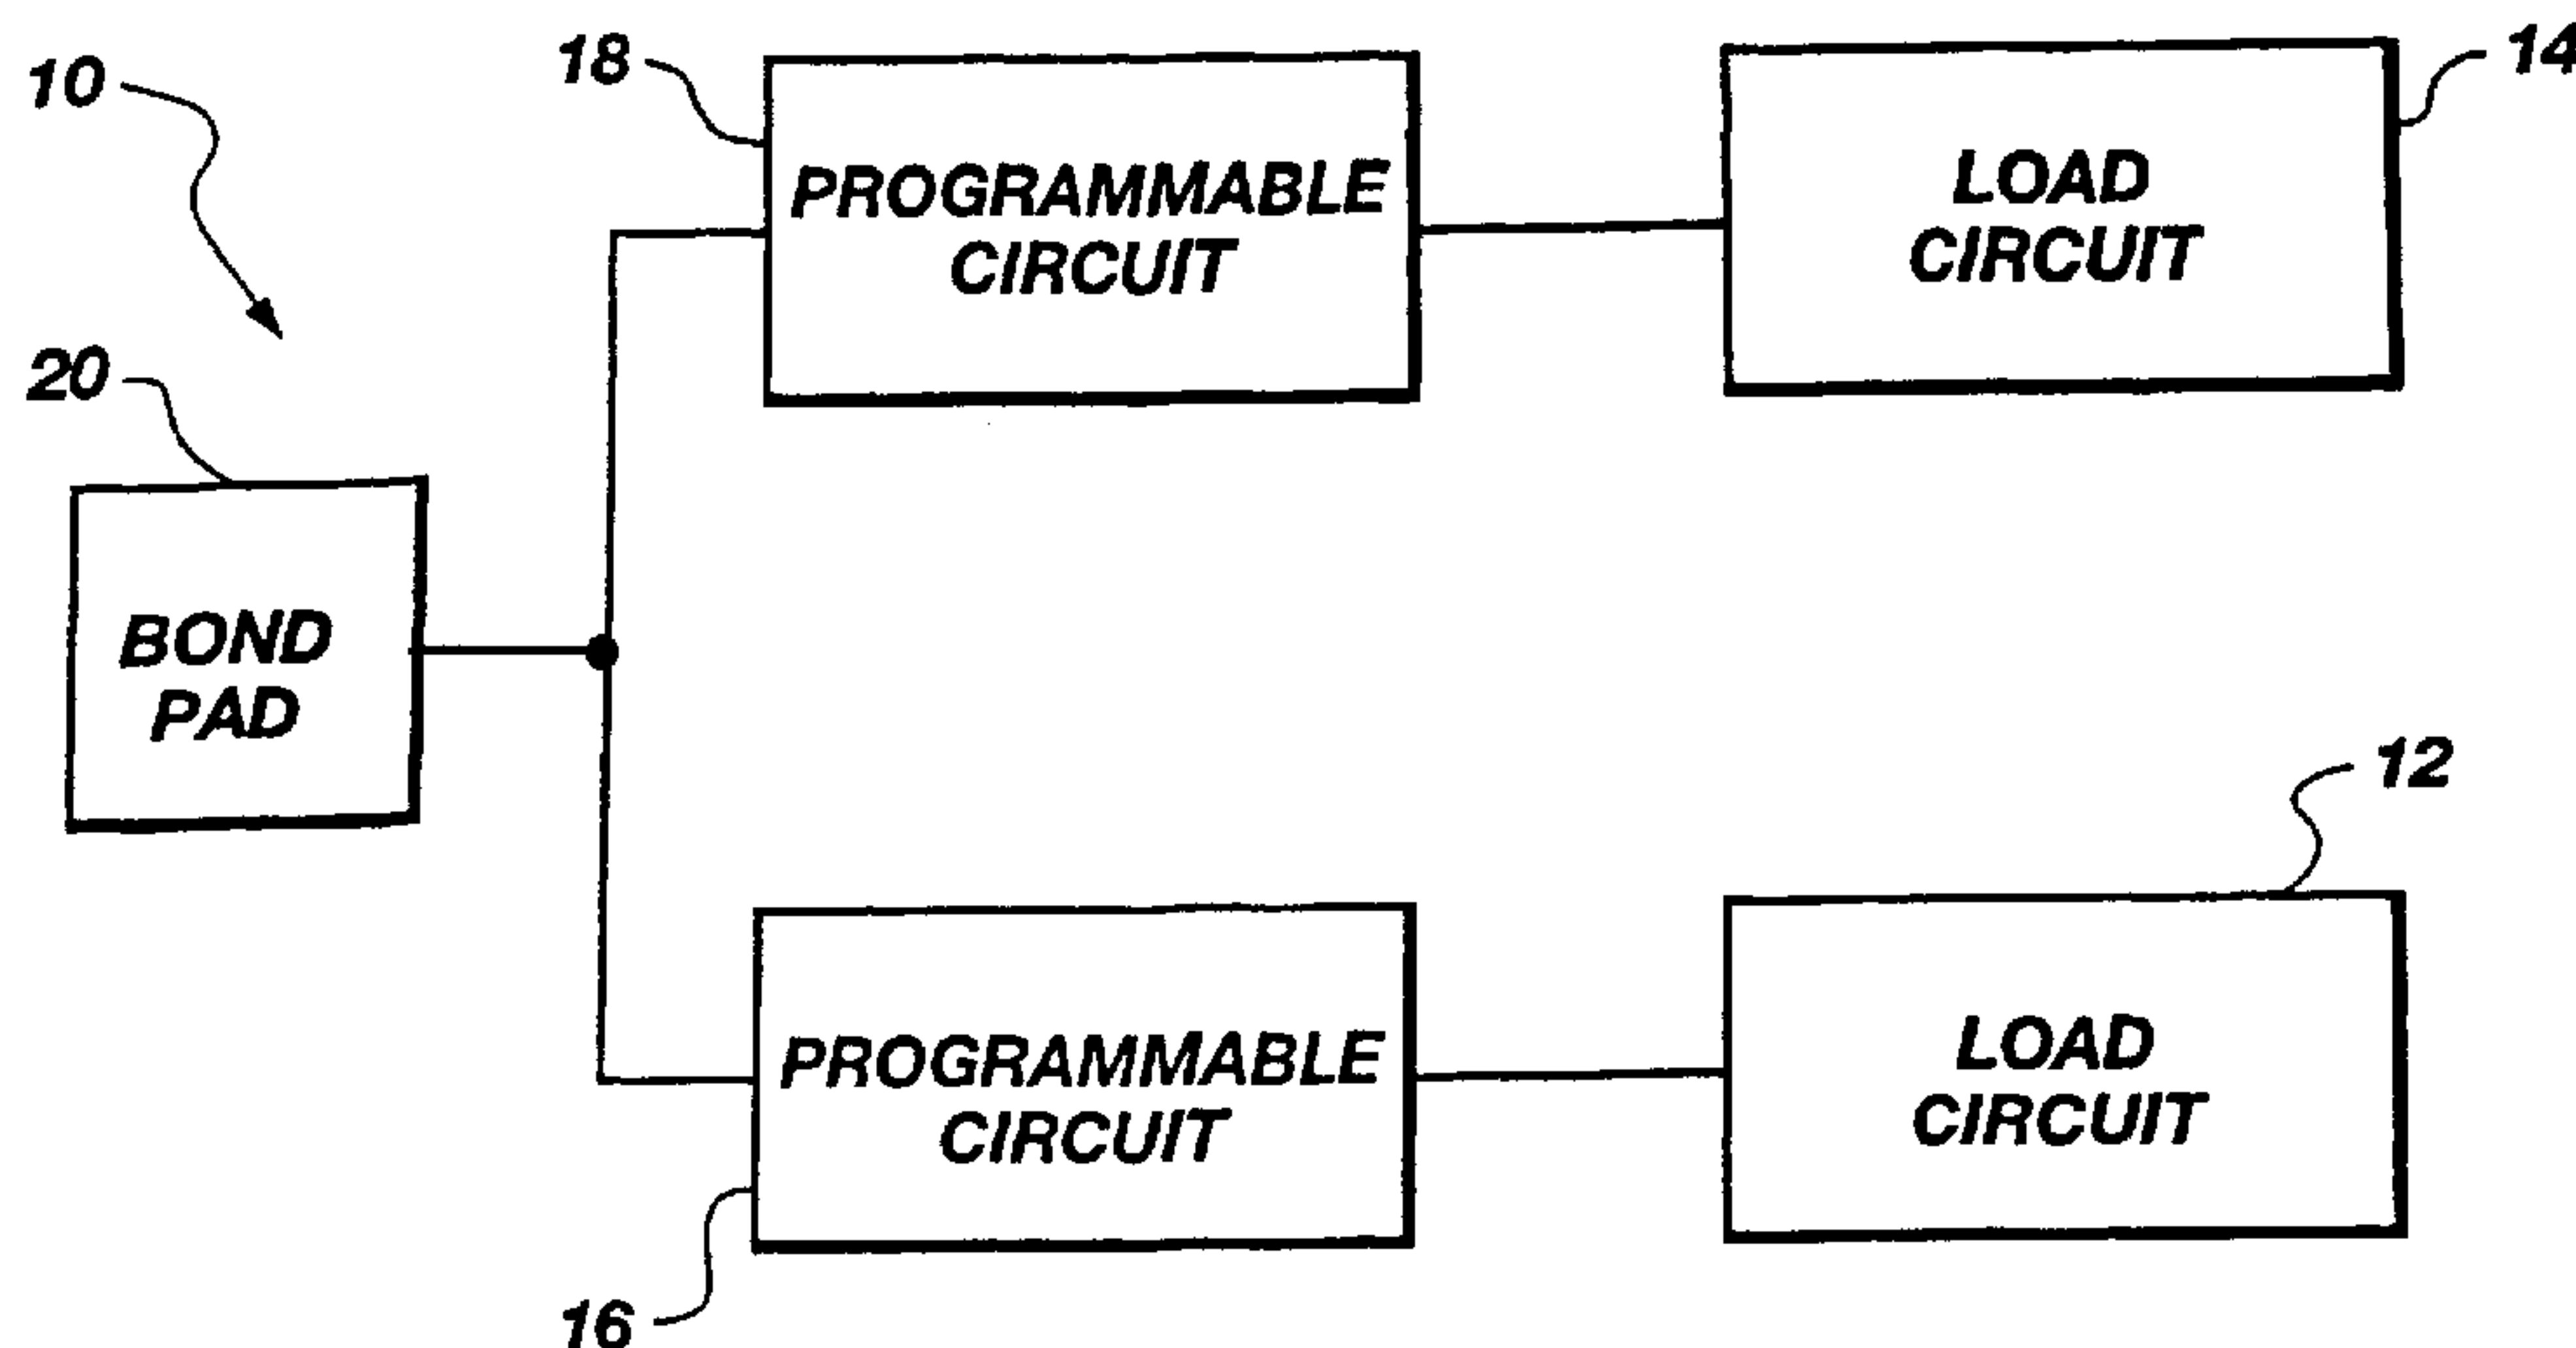 10
18
PROGRAMMABLE
CIRCUIT
LOAD
CIRCUIT
14
20
BOND
PAD
12
PROGRAMMABLE
CIRCUIT
LOAD
CIRCUIT
16